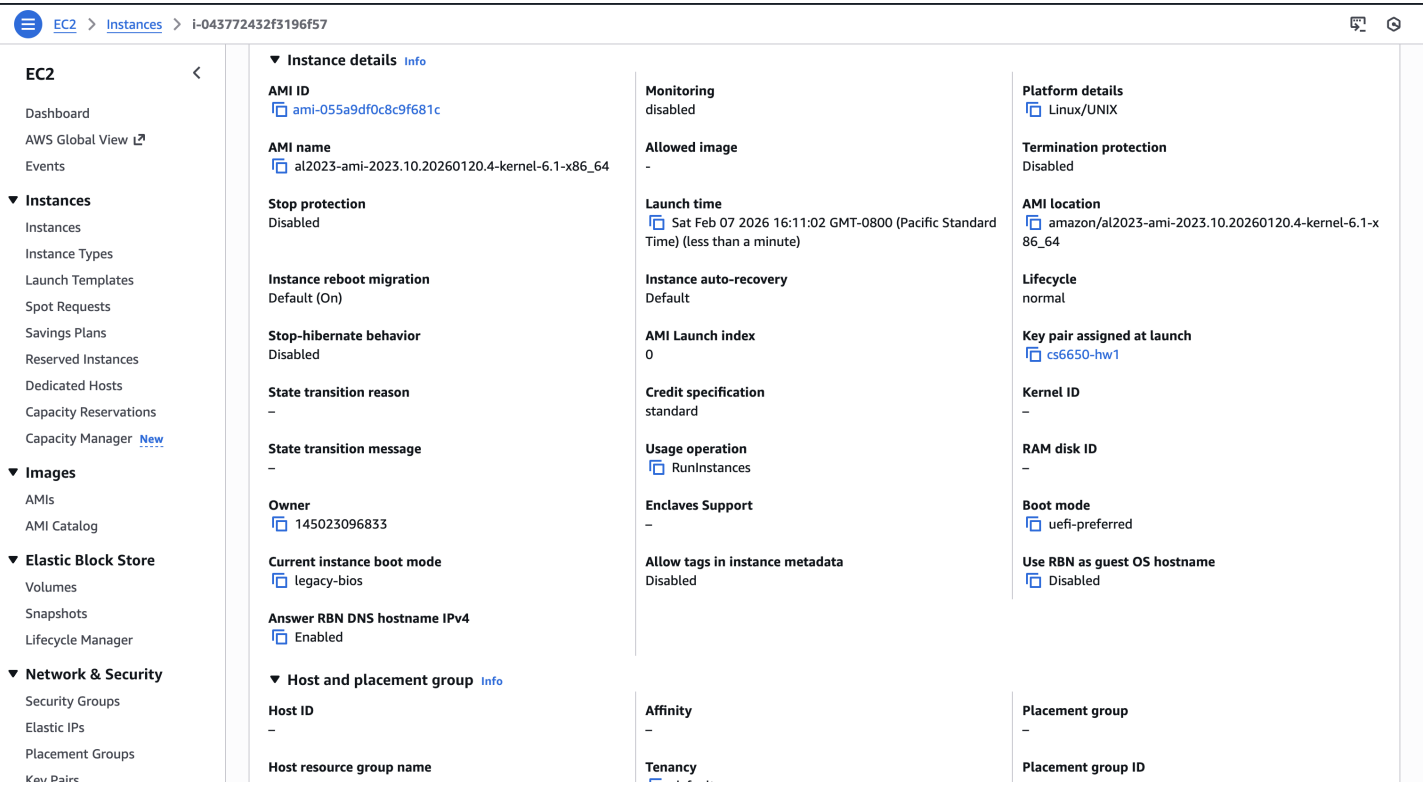 EC2 > Instances > i-043772432f3196f57
EC2
Dashboard
AWS Global View
Events
Instances
Instances
Instance Types
Launch Templates
Spot Requests
Savings Plans
Reserved Instances
Dedicated Hosts
Capacity Reservations
Capacity Manager New
Images
AMIs
AMI Catalog
Elastic Block Store
Volumes
Snapshots
Lifecycle Manager
Network & Security
Security Groups
Elastic IPs
Placement Groups
Key Pairs
Instance details Info
AMI ID
ami-055a9df0c8c9f681c
Monitoring
disabled
Platform details
Linux/UNIX
AMI name
al2023-ami-2023.10.20260120.4-kernel-6.1-x86_64
Allowed image
-
Termination protection
Disabled
Stop protection
Disabled
Launch time
Sat Feb 07 2026 16:11:02 GMT-0800 (Pacific Standard
Time) (less than a minute)
AMI location
amazon/al2023-ami-2023.10.20260120.4-kernel-6.1-x
86_64
Instance reboot migration
Default (On)
Instance auto-recovery
Default
Lifecycle
normal
Stop-hibernate behavior
Disabled
AMI Launch index
0
Key pair assigned at launch
cs6650-hw1
State transition reason
–
Credit specification
standard
Kernel ID
–
State transition message
–
Usage operation
RunInstances
RAM disk ID
–
Owner
145023096833
Enclaves Support
–
Boot mode
uefi-preferred
Current instance boot mode
legacy-bios
Allow tags in instance metadata
Disabled
Use RBN as guest OS hostname
Disabled
Answer RBN DNS hostname IPv4
Enabled
Host and placement group Info
Host ID
–
Affinity
–
Placement group
–
Host resource group name
Tenancy
Placement group ID